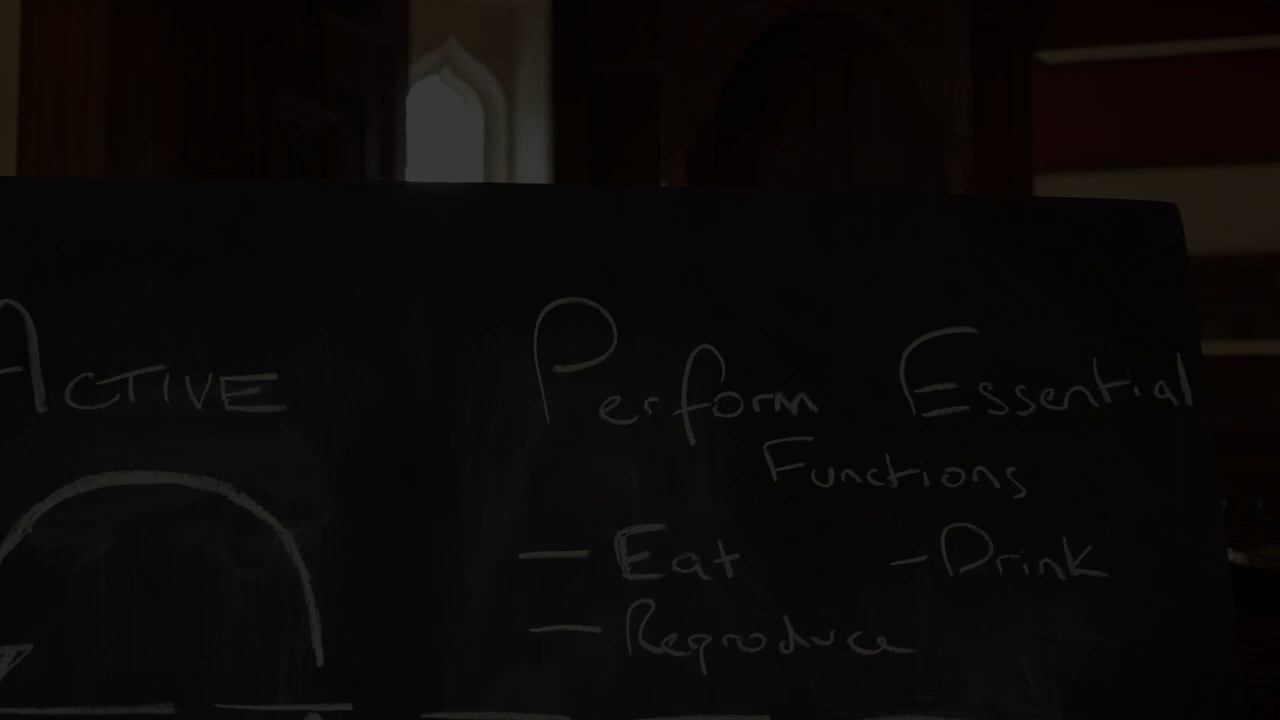 ACTIVE
Perform Essential
Functions
- Eat - Drink
- Reproduce